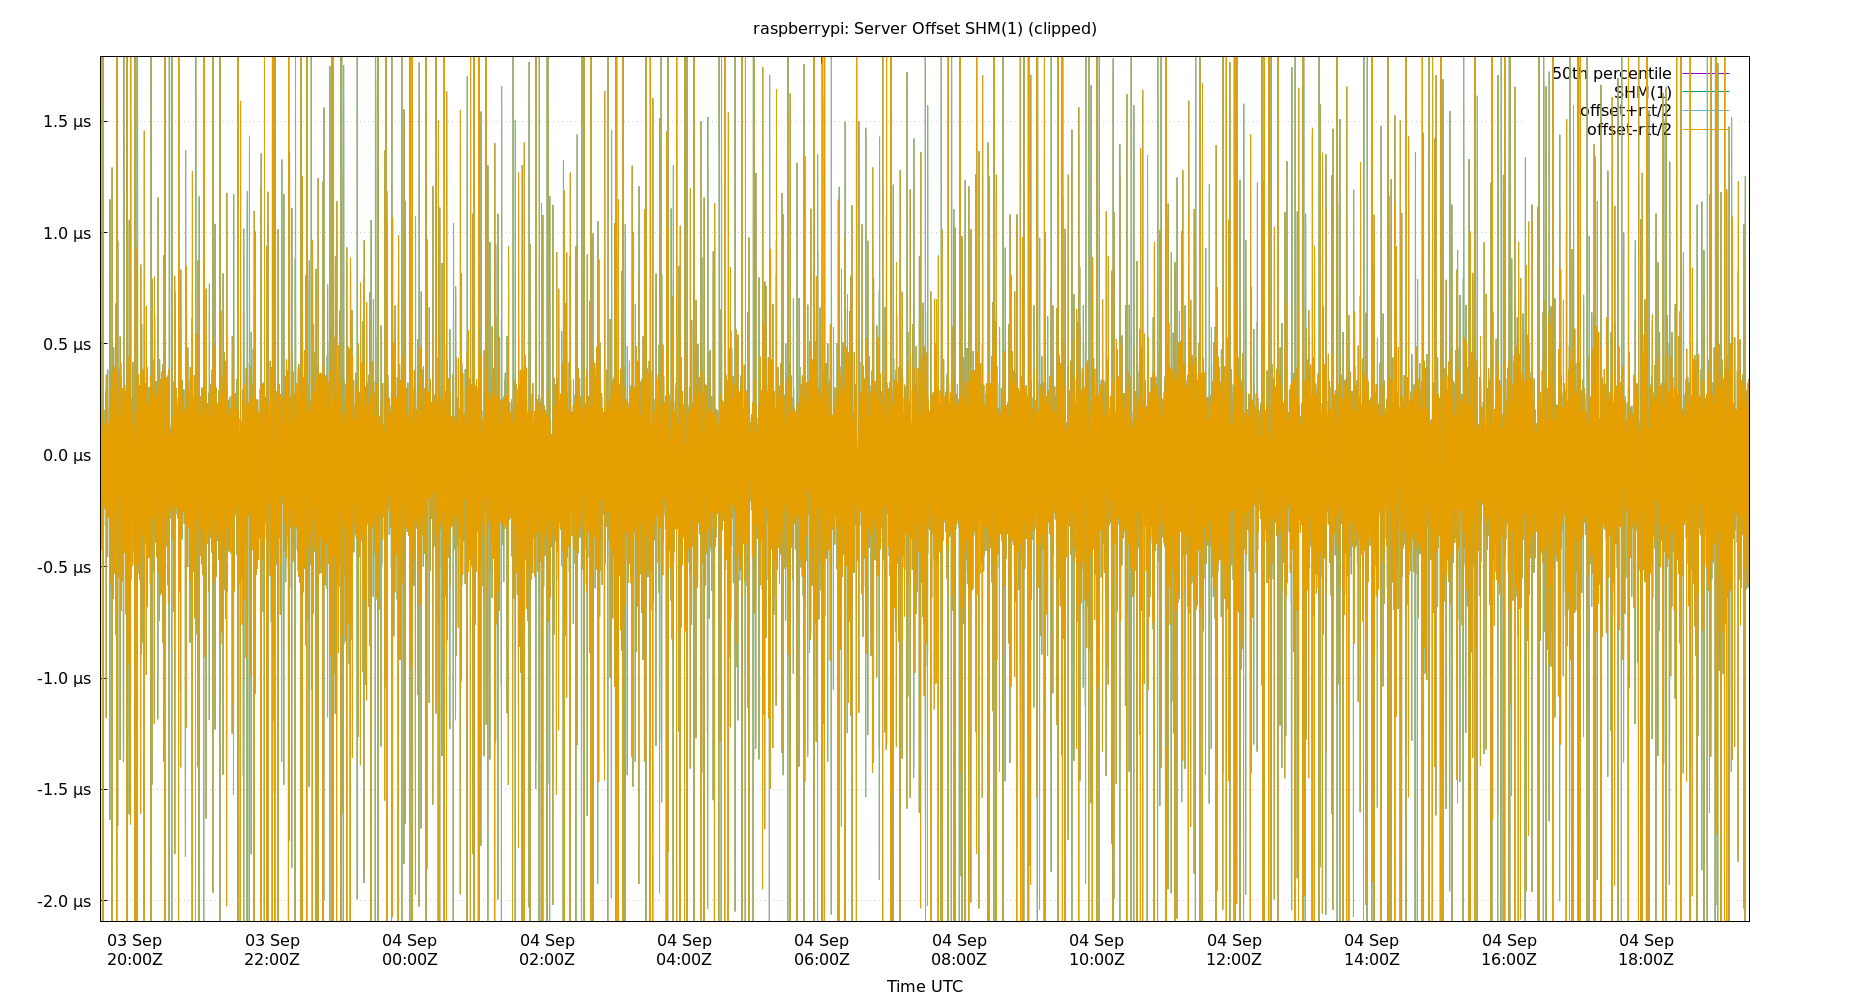 raspberrypi: Server Offset SHM(1) (clipped)
50th percentile
SHM(1)
offset+rtt/2
offset-rtt/2
1.5 µs
1.0 µs
0.5 µs
0.0 µs
-0.5 µs
-1.0 µs
-1.5 µs
-2.0 µs
03 Sep 03 Sep 04 Sep 04 Sep 04 Sep 04 Sep 04 Sep 04 Sep 04 Sep 04 Sep 04 Sep 04 Sep
20:00Z 22:00Z 00:00Z 02:00Z 04:00Z 06:00Z 08:00Z 10:00Z 12:00Z 14:00Z 16:00Z 18:00Z
Time UTC